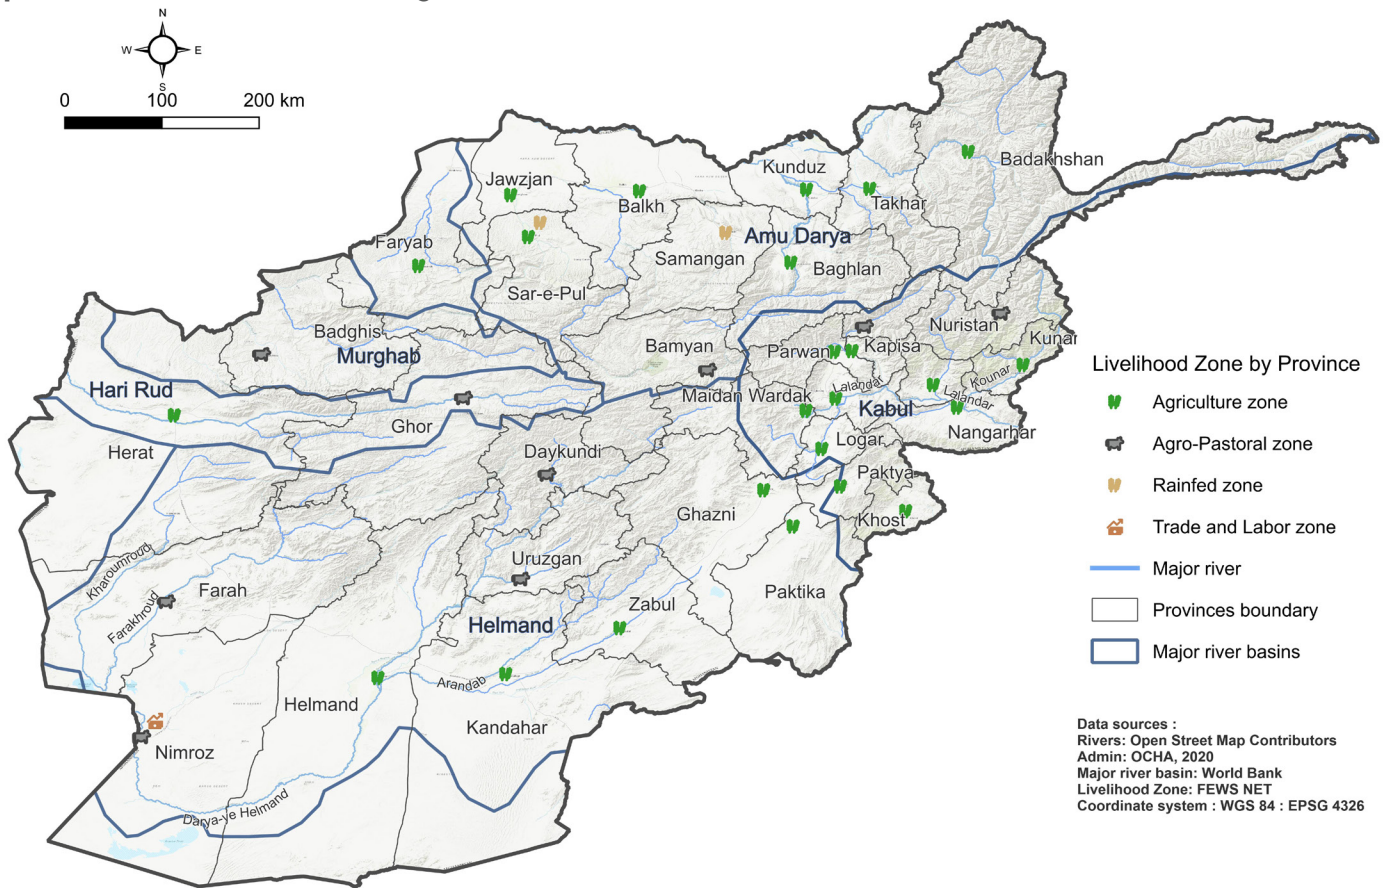 N
W E
S
0 100 200 km
Jawzjan
Kunduz
Badakhshan
Balkh
Takhar
Faryab
Amu Darya
Samangan
Baghlan
Sar-e-Pul
Badghis
Nuristan
Kunar
Murghab
Bamyan
Parwan
Kapisa
Hari Rud
Maidan Wardak
Lalandar
Kounar
Lalandar
Kabul
Ghor
Nangarhar
Herat
Daykundi
Logar
Paktya
Ghazni
Khost
Uruzgan
Kharoumroud
Farah
Farakhroud
Zabul
Paktika
Helmand
Arandab
Helmand
Kandahar
Nimroz
Darya-ye Helmand
Livelihood Zone by Province
Agriculture zone
Agro-Pastoral zone
Rainfed zone
Trade and Labor zone
Major river
Provinces boundary
Major river basins
Data sources :
Rivers: Open Street Map Contributors
Admin: OCHA, 2020
Major river basin: World Bank
Livelihood Zone: FEWS NET
Coordinate system : WGS 84 : EPSG 4326